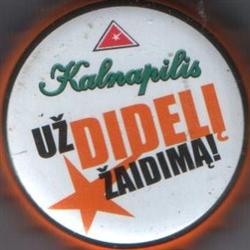 Kalnapilis
UŽ DIDELĮ
ŽAIDIMĄ!